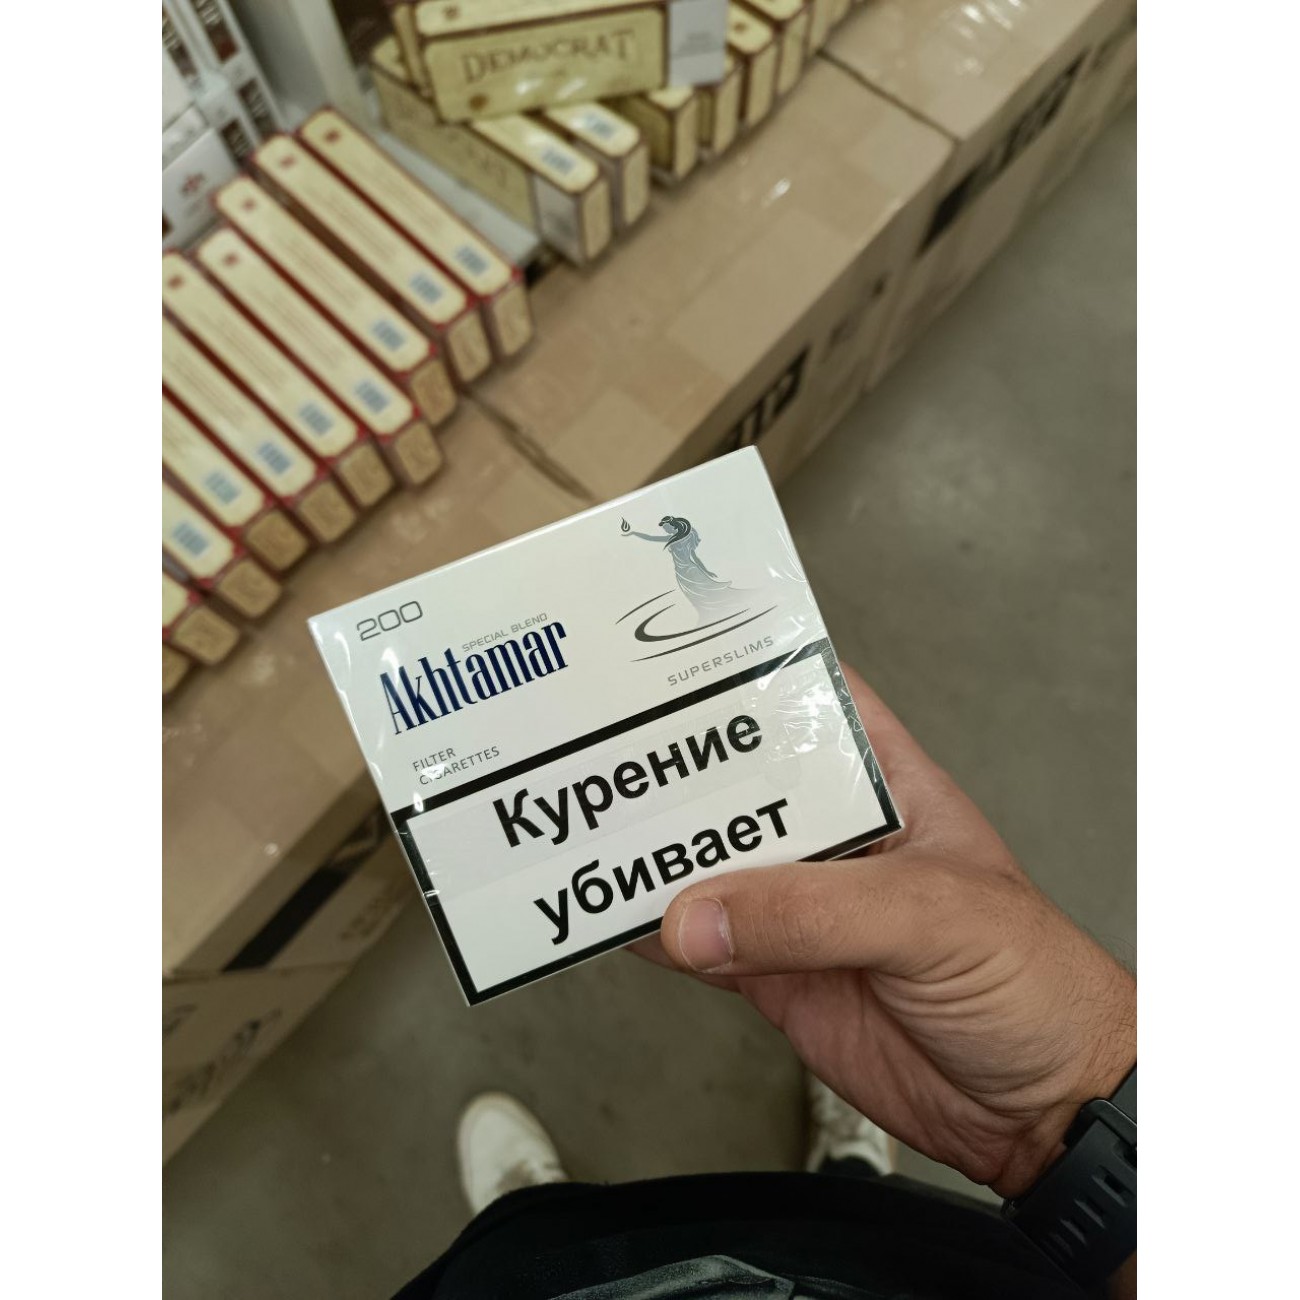 DEMOCRAT
200
SPECIAL BLEND
Akhtamar
SUPERSLIMS
FILTER
CIGARETTES
Курение
убивает